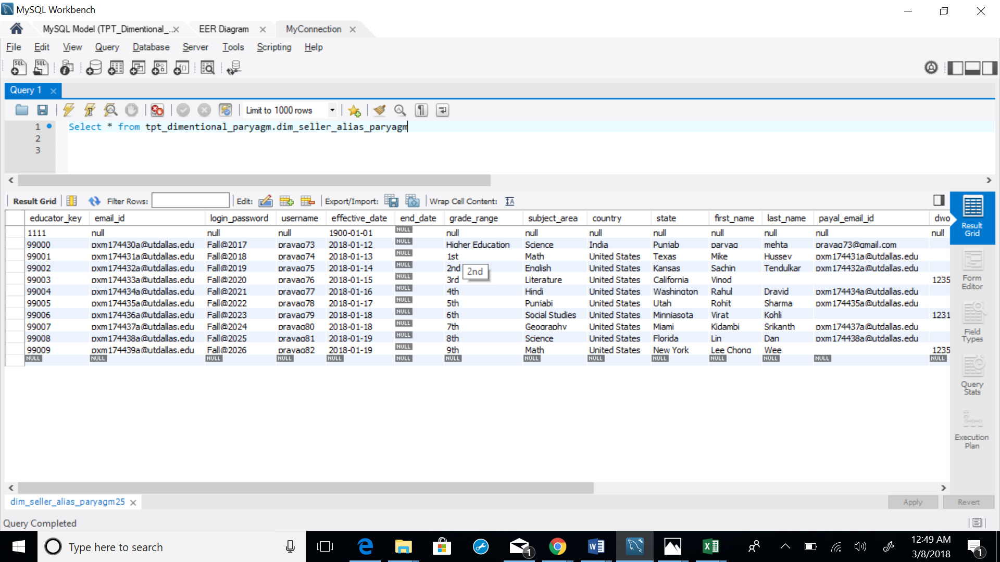 MySQL Workbench
MySQL Model (TPT_Dimentional_... EER Diagram MyConnection
File Edit View Query Database Server Tools Scripting Help
Query 1
Limit to 1000 rows
1 Select * from tpt_dimentional_paryagm.dim_seller_alias_paryagm
2
3
Result Grid Filter Rows: Edit: Export/Import: Wrap Cell Content:
educator_key email_id login_password username effective_date end_date grade_range subject_area country state first_name last_name payal_email_id dwo
1111 null null null 1900-01-01 NULL null null null null null null null null
99000 pxm174430a@utdallas.edu Fall@2017 pravag73 2018-01-12 NULL Higher Education Science India Punjab parvag mehta pravag73@gmail.com
99001 pxm174431a@utdallas.edu Fall@2018 pravag74 2018-01-13 NULL 1st Math United States Texas Mike Hussey pxm174431a@utdallas.edu
99002 pxm174432a@utdallas.edu Fall@2019 pravag75 2018-01-14 NULL 2nd English United States Kansas Sachin Tendulkar pxm174432a@utdallas.edu
2nd
99003 pxm174433a@utdallas.edu Fall@2020 pravag76 2018-01-15 NULL 3rd Literature United States California Vinod 1235
99004 pxm174434a@utdallas.edu Fall@2021 pravag77 2018-01-16 NULL 4th Hindi United States Washington Rahul Dravid pxm174434a@utdallas.edu
99005 pxm174435a@utdallas.edu Fall@2022 pravag78 2018-01-17 NULL 5th Punjabi United States Utah Rohit Sharma pxm174435a@utdallas.edu
99006 pxm174436a@utdallas.edu Fall@2023 pravag79 2018-01-18 NULL 6th Social Studies United States Minniasota Virat Kohli 1231
99007 pxm174437a@utdallas.edu Fall@2024 pravag80 2018-01-18 NULL 7th Geography United States Miami Kidambi Srikanth pxm174437a@utdallas.edu
99008 pxm174438a@utdallas.edu Fall@2025 pravag81 2018-01-19 NULL 8th Science United States Florida Lin Dan pxm174438a@utdallas.edu
99009 pxm174439a@utdallas.edu Fall@2026 pravag82 2018-01-19 NULL 9th Math United States New York Lee Chong Wee 1235
NULL NULL NULL NULL NULL NULL NULL NULL NULL NULL NULL NULL NULL NULL
Result
Grid
Form
Editor
Field
Types
Query
Stats
Execution
Plan
dim_seller_alias_paryagm25 Apply Revert
Query Completed
Type here to search
1
12:49 AM
3/8/2018
1